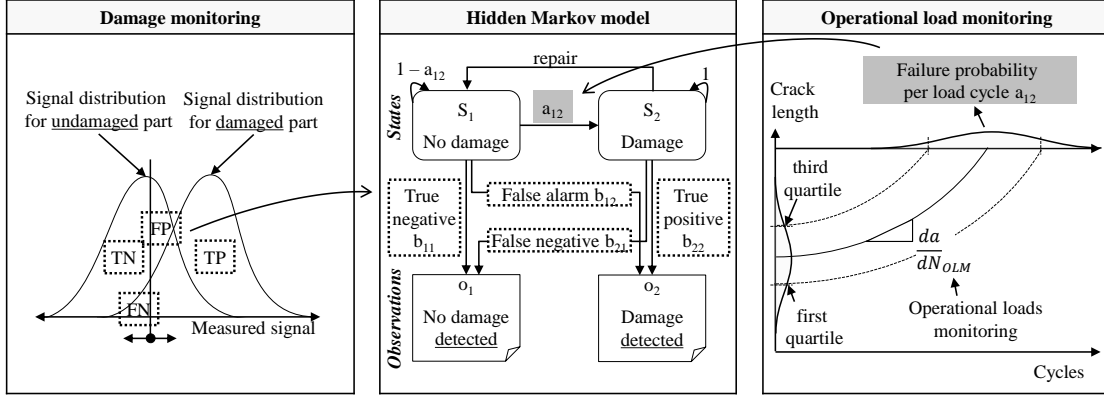 Damage monitoring
Signal distribution
for undamaged part
Signal distribution
for damaged part
FP
TN
TP
FN
Measured signal
Hidden Markov model
repair
1 – a12
1
States
S1
No damage
a12
S2
Damage
True
negative
b11
False alarm b12
True
positive
b22
False negative b21
Observations
o1
No damage
detected
o2
Damage
detected
Operational load monitoring
Failure probability
per load cycle a12
Crack
length
third
quartile
da
dNOLM
Operational loads
monitoring
first
quartile
Cycles